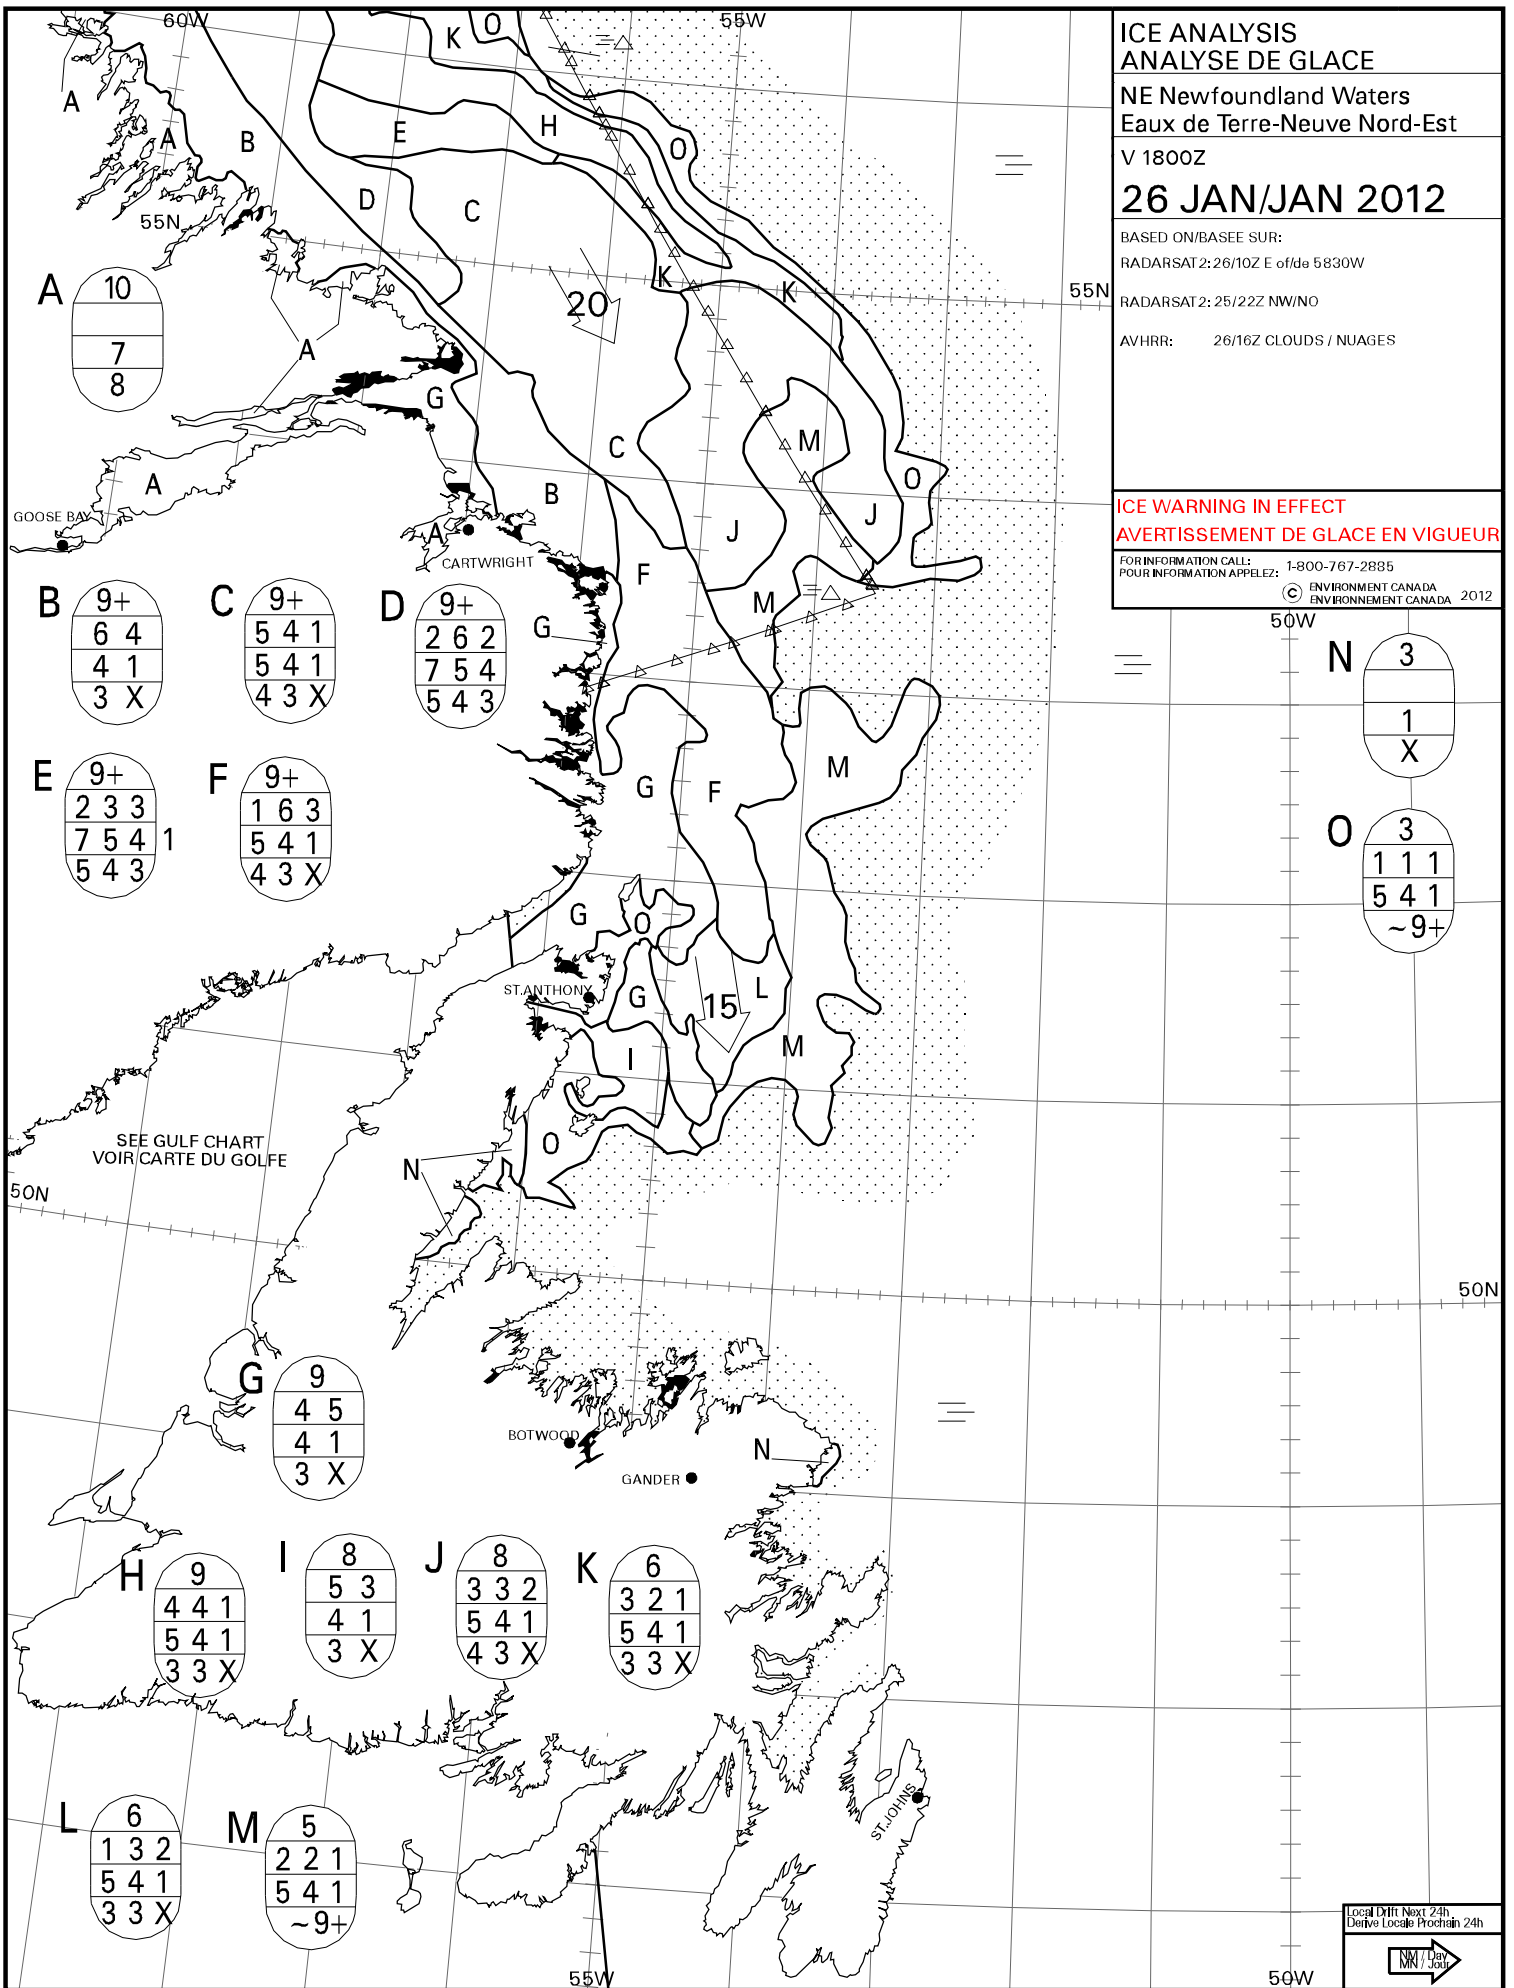 60W
55W
ICE ANALYSIS
ANALYSE DE GLACE
NE Newfoundland Waters
Eaux de Terre-Neuve Nord-Est
V 1800Z
26 JAN/JAN 2012
BASED ON/BASEE SUR:
RADARSAT2: 26/10Z E of/de 5830W
RADARSAT2: 25/22Z NW/NO
AVHRR: 26/16Z CLOUDS / NUAGES
ICE WARNING IN EFFECT
AVERTISSEMENT DE GLACE EN VIGUEUR
FOR INFORMATION CALL:
POUR INFORMATION APPELEZ: 1-800-767-2885
© ENVIRONMENT CANADA
ENVIRONNEMENT CANADA 2012
K O
A
A B E H O
D C
55N
K K
55N
20
A
10
7
8
A
G
C M
O
A B
J J
GOOSE BAY
A
CARTWRIGHT
F
M
G
50W
B
9+
6 4
4 1
3 X
C
9+
5 4 1
5 4 1
4 3 X
D
9+
2 6 2
7 5 4
5 4 3
N
3
1
X
E
9+
2 3 3
7 5 4 1
5 4 3
F
9+
1 6 3
5 4 1
4 3 X
G F M
O
3
1 1 1
5 4 1
~9+
G O
ST.ANTHONY
G 15 L
I M
SEE GULF CHART
VOIR CARTE DU GOLFE
O
N
50N
50N
G
9
4 5
4 1
3 X
BOTWOOD
GANDER
N
H
9
4 4 1
5 4 1
3 3 X
I
8
5 3
4 1
3 X
J
8
3 3 2
5 4 1
4 3 X
K
6
3 2 1
5 4 1
3 3 X
ST.JOHNS
L
6
1 3 2
5 4 1
3 3 X
M
5
2 2 1
5 4 1
~9+
Local Drift Next 24h
Derive Locale Prochain 24h
NM / Day
MN / Jour
55W
50W